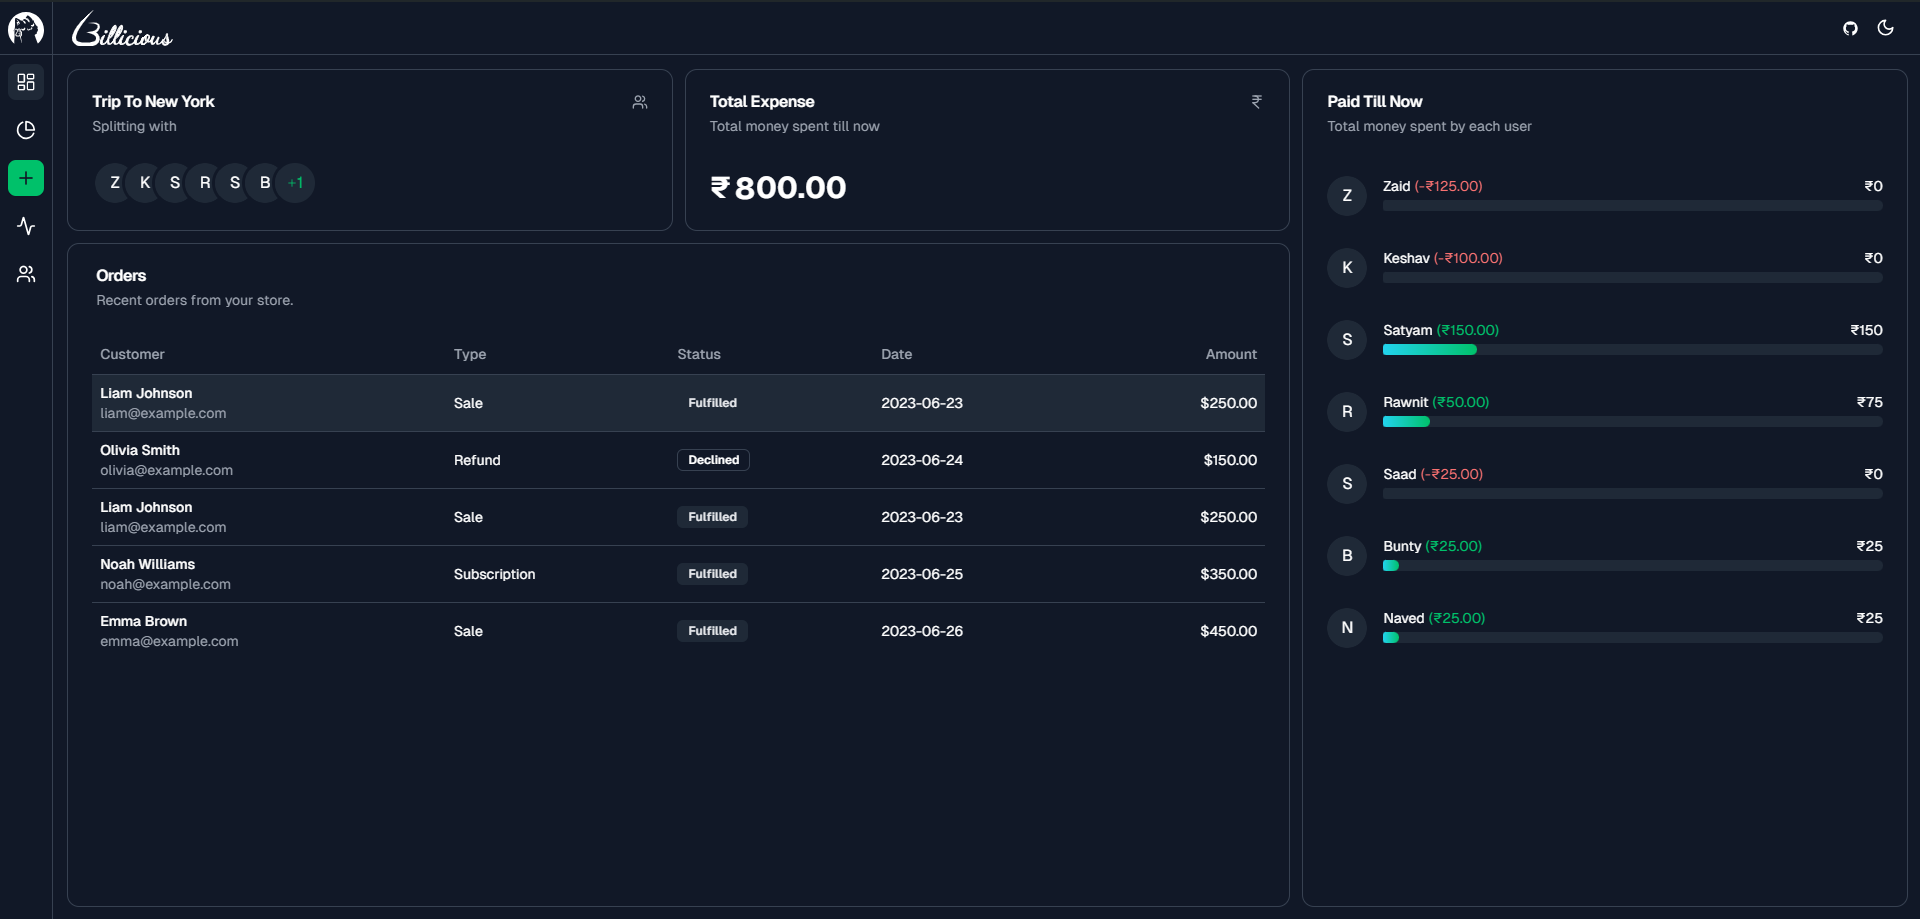 Billicious
Trip To New York
Splitting with
Z K S R S B +1
Total Expense
₹
Total money spent till now
₹ 800.00
Orders
Recent orders from your store.
Customer Type Status Date Amount
Liam Johnson
liam@example.com
Sale Fulfilled 2023-06-23 $250.00
Olivia Smith
olivia@example.com
Refund Declined 2023-06-24 $150.00
Liam Johnson
liam@example.com
Sale Fulfilled 2023-06-23 $250.00
Noah Williams
noah@example.com
Subscription Fulfilled 2023-06-25 $350.00
Emma Brown
emma@example.com
Sale Fulfilled 2023-06-26 $450.00
Paid Till Now
Total money spent by each user
Z Zaid (-₹125.00) ₹0
K Keshav (-₹100.00) ₹0
S Satyam (₹150.00) ₹150
R Rawnit (₹50.00) ₹75
S Saad (-₹25.00) ₹0
B Bunty (₹25.00) ₹25
N Naved (₹25.00) ₹25